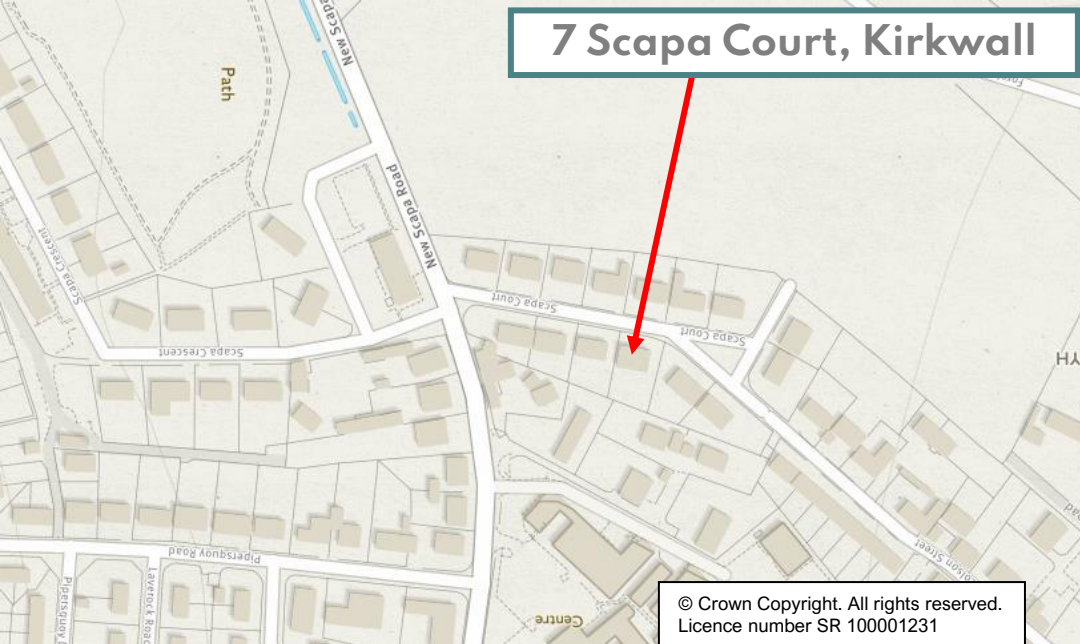 New Scapa
7 Scapa Court, Kirkwall
Path
New Scapa Road
Scapa Crescent
Scapa Court
Scapa Court
Scapa Crescent
Pipersquoy Road
Laverock Road
Centre
© Crown Copyright. All rights reserved.
Licence number SR 100001231